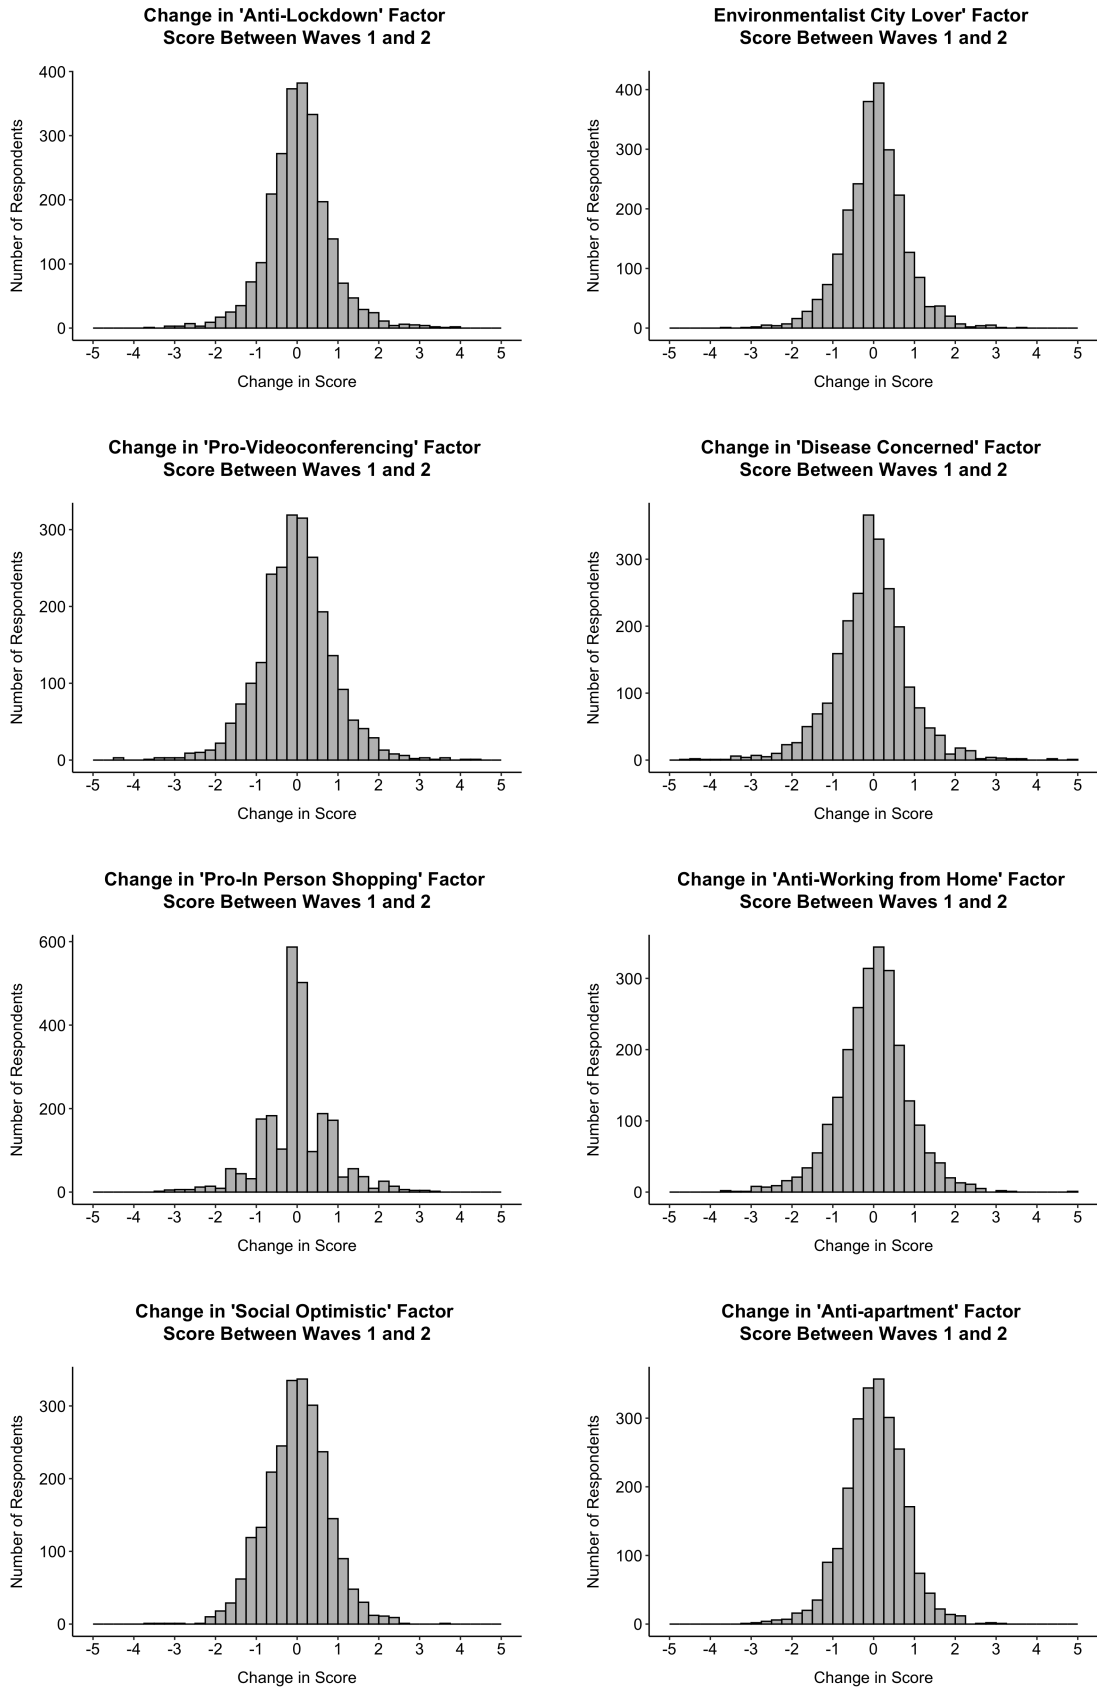 Change in 'Anti-Lockdown' Factor
Score Between Waves 1 and 2
Number of Respondents
400
300
200
100
0
-5 -4 -3 -2 -1 0 1 2 3 4 5
Change in Score
Environmentalist City Lover' Factor
Score Between Waves 1 and 2
Number of Respondents
400
300
200
100
0
-5 -4 -3 -2 -1 0 1 2 3 4 5
Change in Score
Change in 'Pro-Videoconferencing' Factor
Score Between Waves 1 and 2
Number of Respondents
300
200
100
0
-5 -4 -3 -2 -1 0 1 2 3 4 5
Change in Score
Change in 'Disease Concerned' Factor
Score Between Waves 1 and 2
Number of Respondents
300
200
100
0
-5 -4 -3 -2 -1 0 1 2 3 4 5
Change in Score
Change in 'Pro-In Person Shopping' Factor
Score Between Waves 1 and 2
Number of Respondents
600
400
200
0
-5 -4 -3 -2 -1 0 1 2 3 4 5
Change in Score
Change in 'Anti-Working from Home' Factor
Score Between Waves 1 and 2
Number of Respondents
300
200
100
0
-5 -4 -3 -2 -1 0 1 2 3 4 5
Change in Score
Change in 'Social Optimistic' Factor
Score Between Waves 1 and 2
Number of Respondents
300
200
100
0
-5 -4 -3 -2 -1 0 1 2 3 4 5
Change in Score
Change in 'Anti-apartment' Factor
Score Between Waves 1 and 2
Number of Respondents
300
200
100
0
-5 -4 -3 -2 -1 0 1 2 3 4 5
Change in Score